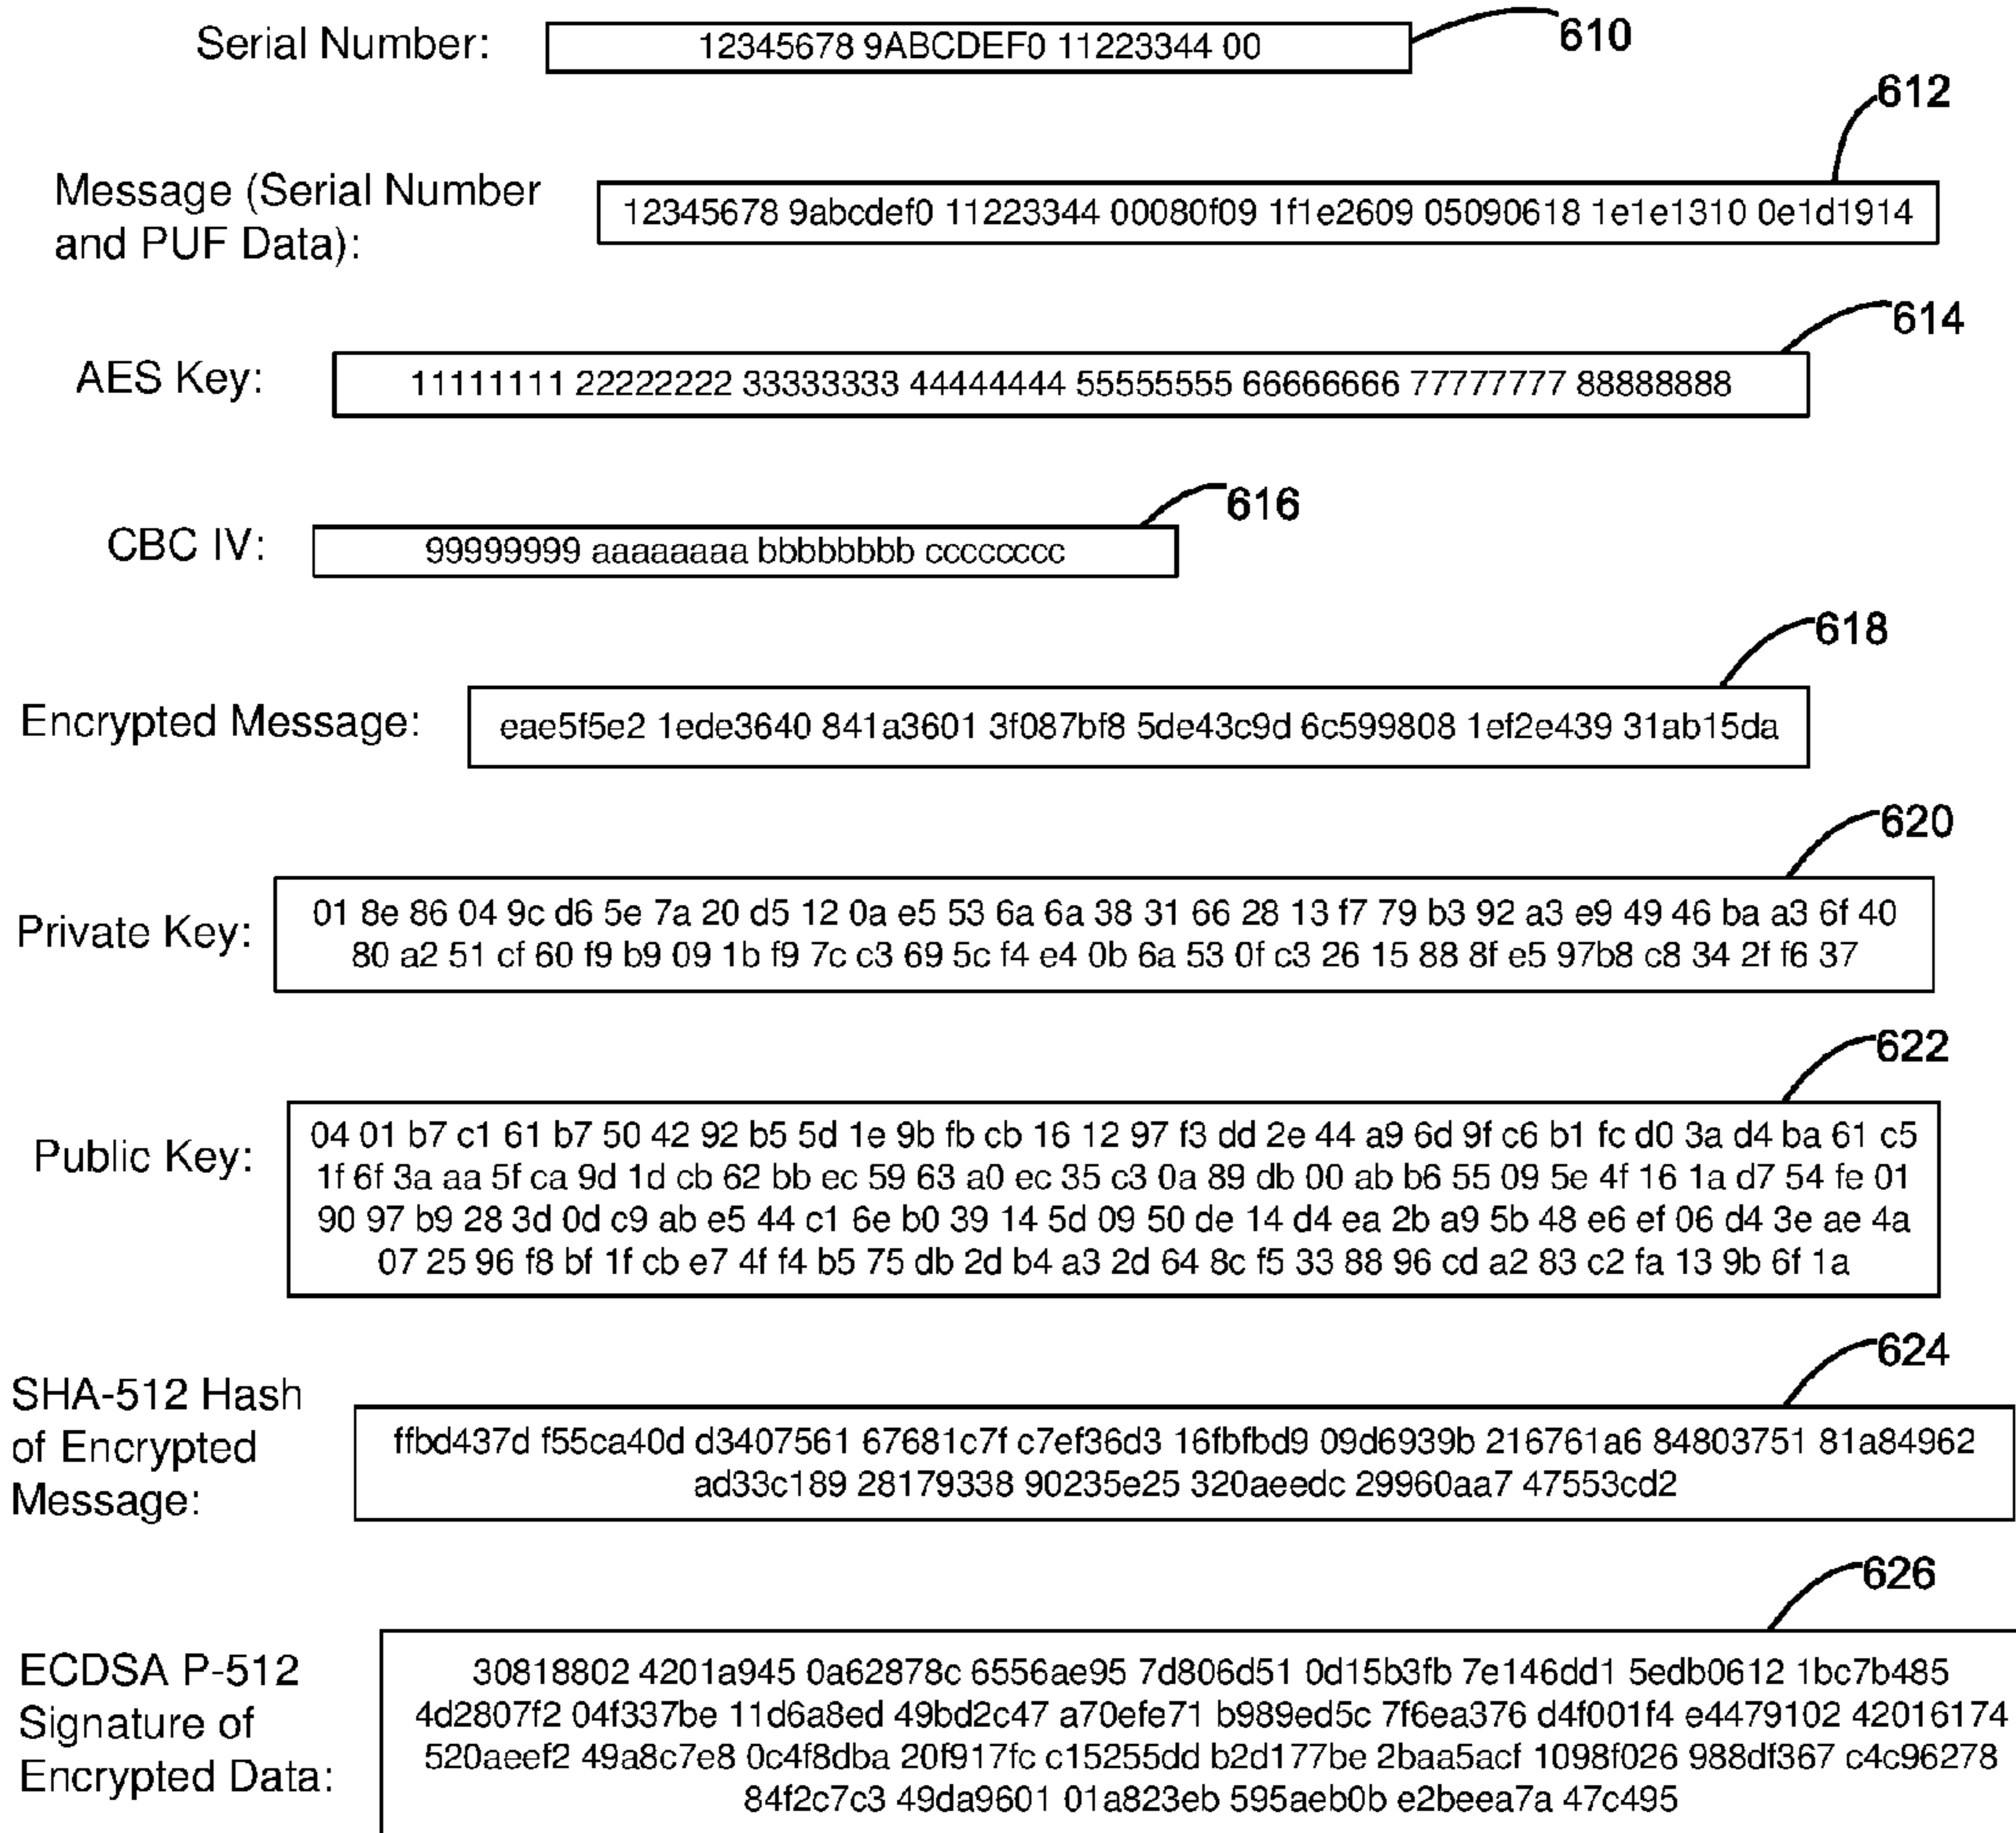 Serial Number:
12345678 9ABCDEF0 11223344 00
610
612
Message (Serial Number
and PUF Data):
12345678 9abcdef0 11223344 00080f09 1f1e2609 05090618 1e1e1310 0e1d1914
614
AES Key:
11111111 22222222 33333333 44444444 55555555 66666666 77777777 88888888
616
CBC IV:
99999999 aaaaaaaa bbbbbbbb cccccccc
618
Encrypted Message:
eae5f5e2 1ede3640 841a3601 3f087bf8 5de43c9d 6c599808 1ef2e439 31ab15da
620
Private Key:
01 8e 86 04 9c d6 5e 7a 20 d5 12 0a e5 53 6a 6a 38 31 66 28 13 f7 79 b3 92 a3 e9 49 46 ba a3 6f 40
80 a2 51 cf 60 f9 b9 09 1b f9 7c c3 69 5c f4 e4 0b 6a 53 0f c3 26 15 88 8f e5 97b8 c8 34 2f f6 37
622
Public Key:
04 01 b7 c1 61 b7 50 42 92 b5 5d 1e 9b fb cb 16 12 97 f3 dd 2e 44 a9 6d 9f c6 b1 fc d0 3a d4 ba 61 c5
1f 6f 3a aa 5f ca 9d 1d cb 62 bb ec 59 63 a0 ec 35 c3 0a 89 db 00 ab b6 55 09 5e 4f 16 1a d7 54 fe 01
90 97 b9 28 3d 0d c9 ab e5 44 c1 6e b0 39 14 5d 09 50 de 14 d4 ea 2b a9 5b 48 e6 ef 06 d4 3e ae 4a
07 25 96 f8 bf 1f cb e7 4f f4 b5 75 db 2d b4 a3 2d 64 8c f5 33 88 96 cd a2 83 c2 fa 13 9b 6f 1a
624
SHA-512 Hash
of Encrypted
Message:
ffbd437d f55ca40d d3407561 67681c7f c7ef36d3 16fbfbd9 09d6939b 216761a6 84803751 81a84962
ad33c189 28179338 90235e25 320aeedc 29960aa7 47553cd2
626
ECDSA P-512
Signature of
Encrypted Data:
30818802 4201a945 0a62878c 6556ae95 7d806d51 0d15b3fb 7e146dd1 5edb0612 1bc7b485
4d2807f2 04f337be 11d6a8ed 49bd2c47 a70efe71 b989ed5c 7f6ea376 d4f001f4 e4479102 42016174
520aeef2 49a8c7e8 0c4f8dba 20f917fc c15255dd b2d177be 2baa5acf 1098f026 988df367 c4c96278
84f2c7c3 49da9601 01a823eb 595aeb0b e2beea7a 47c495